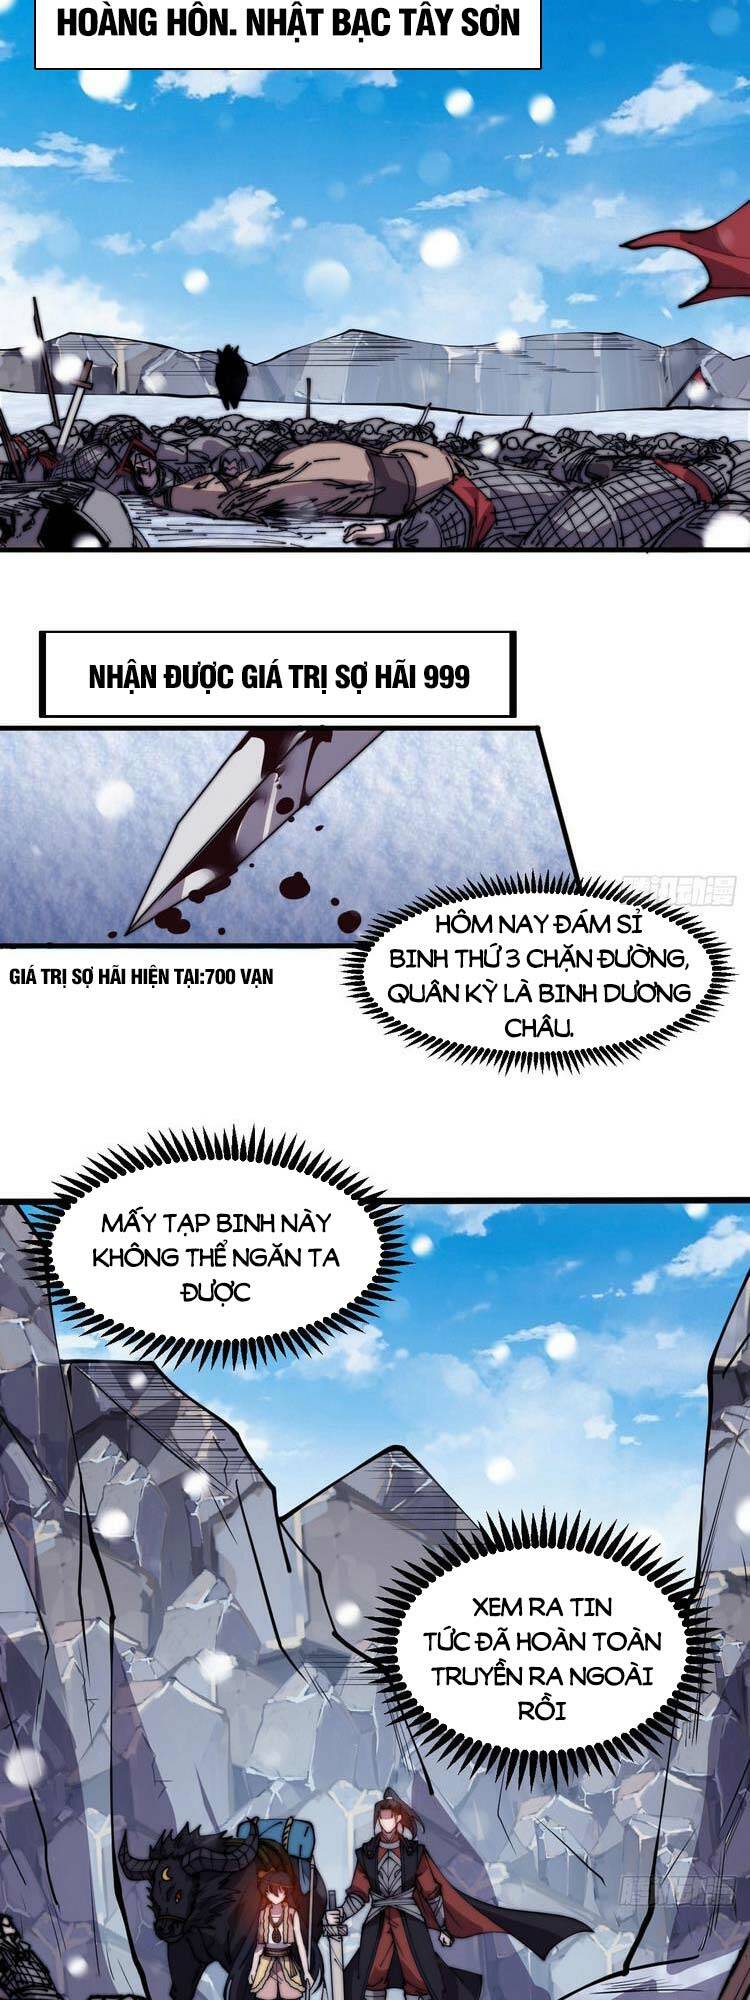 HOÀNG HÔN. NHẬT BẠC TÂY SƠN
NHẬN ĐƯỢC GIÁ TRỊ SỢ HÃI 999
GIÁ TRỊ SỢ HÃI HIỆN TẠI:700 VẠN
HÔM NAY ĐÁM SỈ
BINH THỨ 3 CHẶN ĐƯỜNG,
QUÂN KỲ LÀ BINH DƯƠNG
CHÂU.
MẤY TẠP BINH NÀY
KHÔNG THỂ NGĂN TA
ĐƯỢC
XEM RA TIN
TỨC ĐÃ HOÀN TOÀN
TRUYỀN RA NGOÀI
RỒI